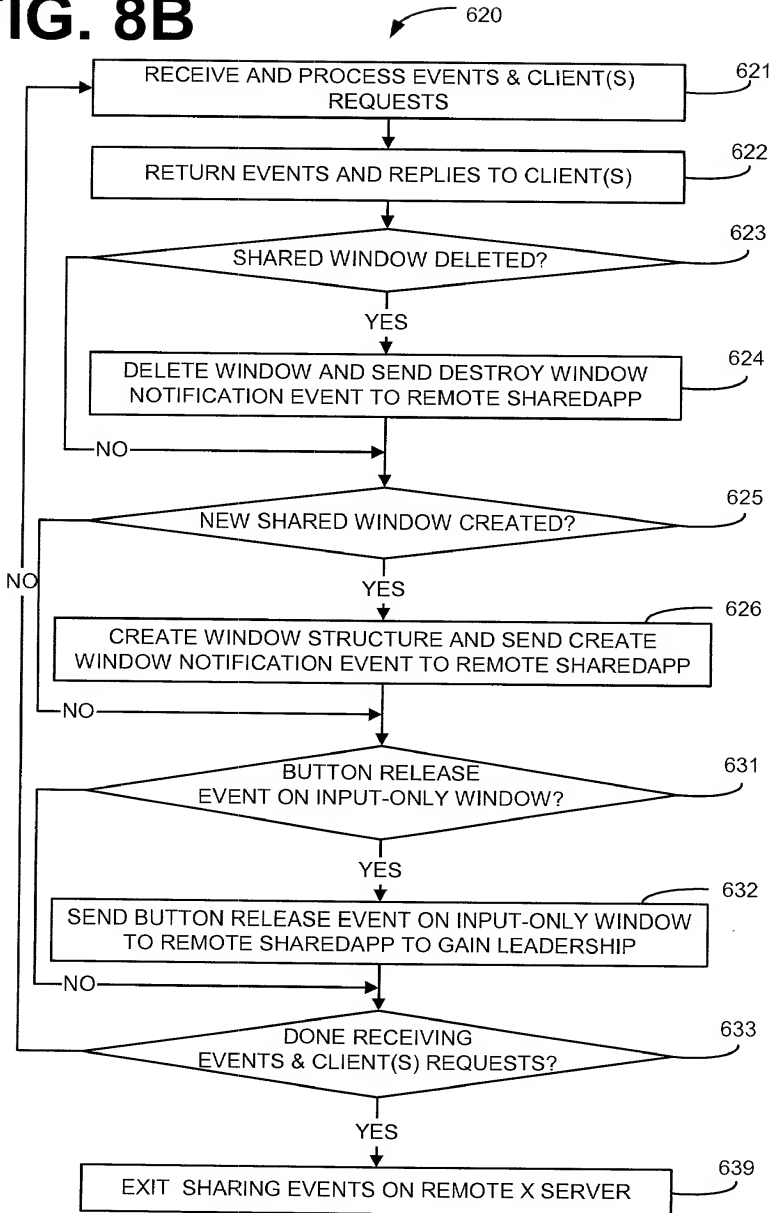 FIG. 8B
620
RECEIVE AND PROCESS EVENTS & CLIENT(S)
REQUESTS
621
RETURN EVENTS AND REPLIES TO CLIENT(S)
622
SHARED WINDOW DELETED?
623
YES
DELETE WINDOW AND SEND DESTROY WINDOW
NOTIFICATION EVENT TO REMOTE SHAREDAPP
624
NO
NEW SHARED WINDOW CREATED?
625
NO
YES
626
CREATE WINDOW STRUCTURE AND SEND CREATE
WINDOW NOTIFICATION EVENT TO REMOTE SHAREDAPP
NO
BUTTON RELEASE
EVENT ON INPUT-ONLY WINDOW?
631
YES
632
SEND BUTTON RELEASE EVENT ON INPUT-ONLY WINDOW
TO REMOTE SHAREDAPP TO GAIN LEADERSHIP
NO
DONE RECEIVING
EVENTS & CLIENT(S) REQUESTS?
633
YES
EXIT SHARING EVENTS ON REMOTE X SERVER
639